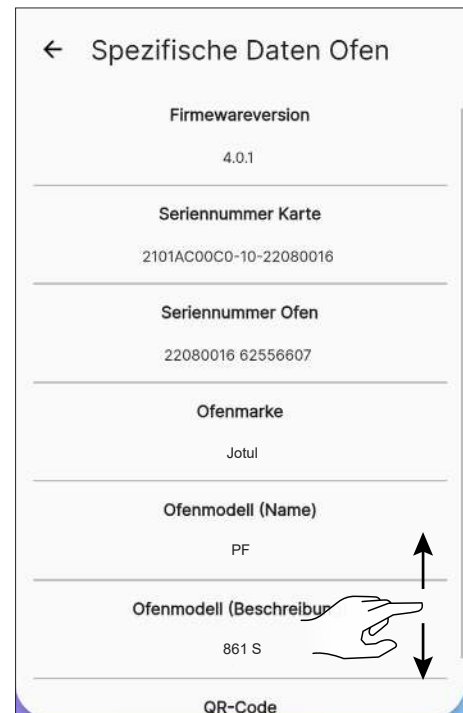 Spezifische Daten Ofen
Firmewareversion
4.0.1
Seriennummer Karte
2101AC00C0-10-22080016
Seriennummer Ofen
22080016 62556607
Ofenmarke
Jotul
Ofenmodell (Name)
PF
Ofenmodell (Beschreibun
861 S
QR-Code